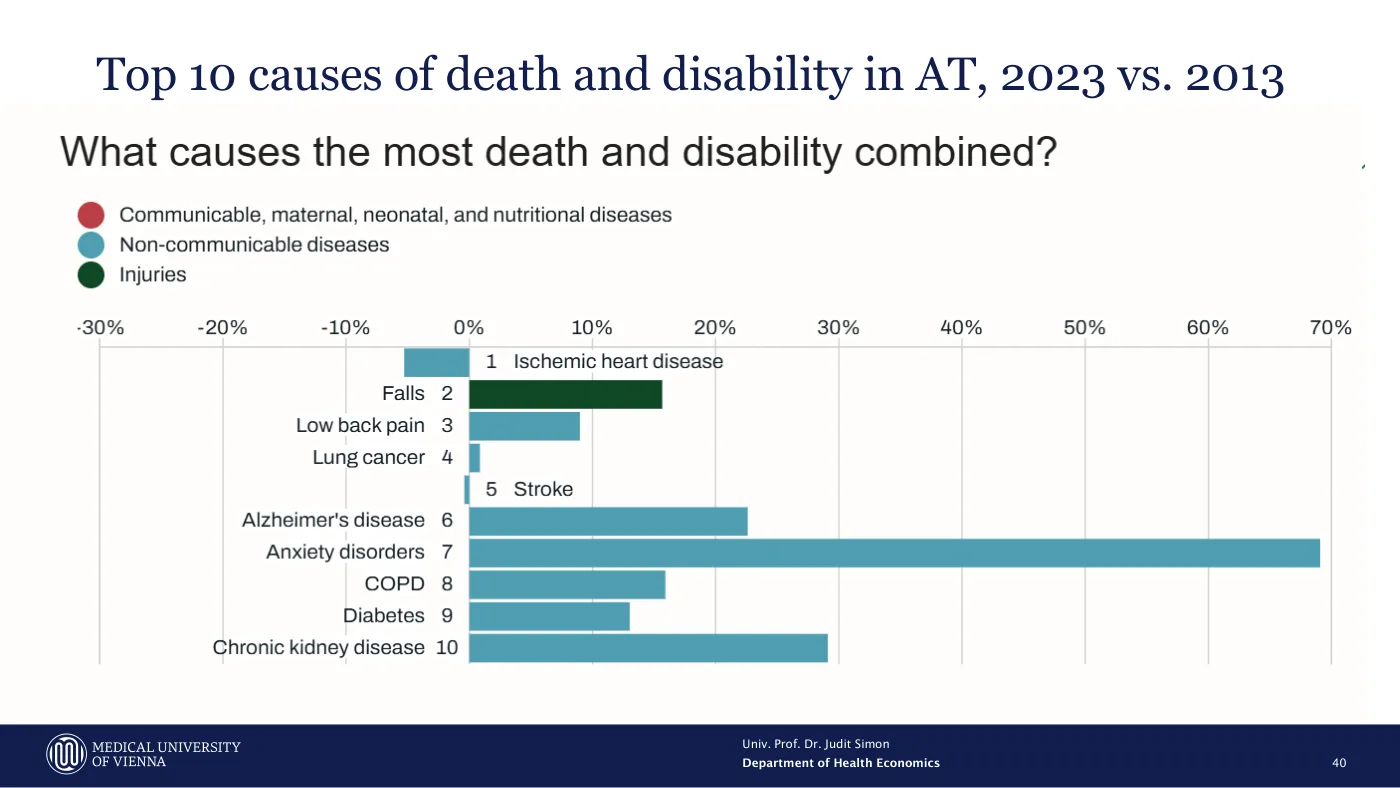 Top 10 causes of death and disability in AT, 2023 vs. 2013
What causes the most death and disability combined?
Communicable, maternal, neonatal, and nutritional diseases
Non-communicable diseases
Injuries
-30% -20% -10% 0% 10% 20% 30% 40% 50% 60% 70%
1 Ischemic heart disease
Falls 2
Low back pain 3
Lung cancer 4
5 Stroke
Alzheimer's disease 6
Anxiety disorders 7
COPD 8
Diabetes 9
Chronic kidney disease 10
MEDICAL UNIVERSITY
OF VIENNA
Univ. Prof. Dr. Judit Simon
Department of Health Economics
40